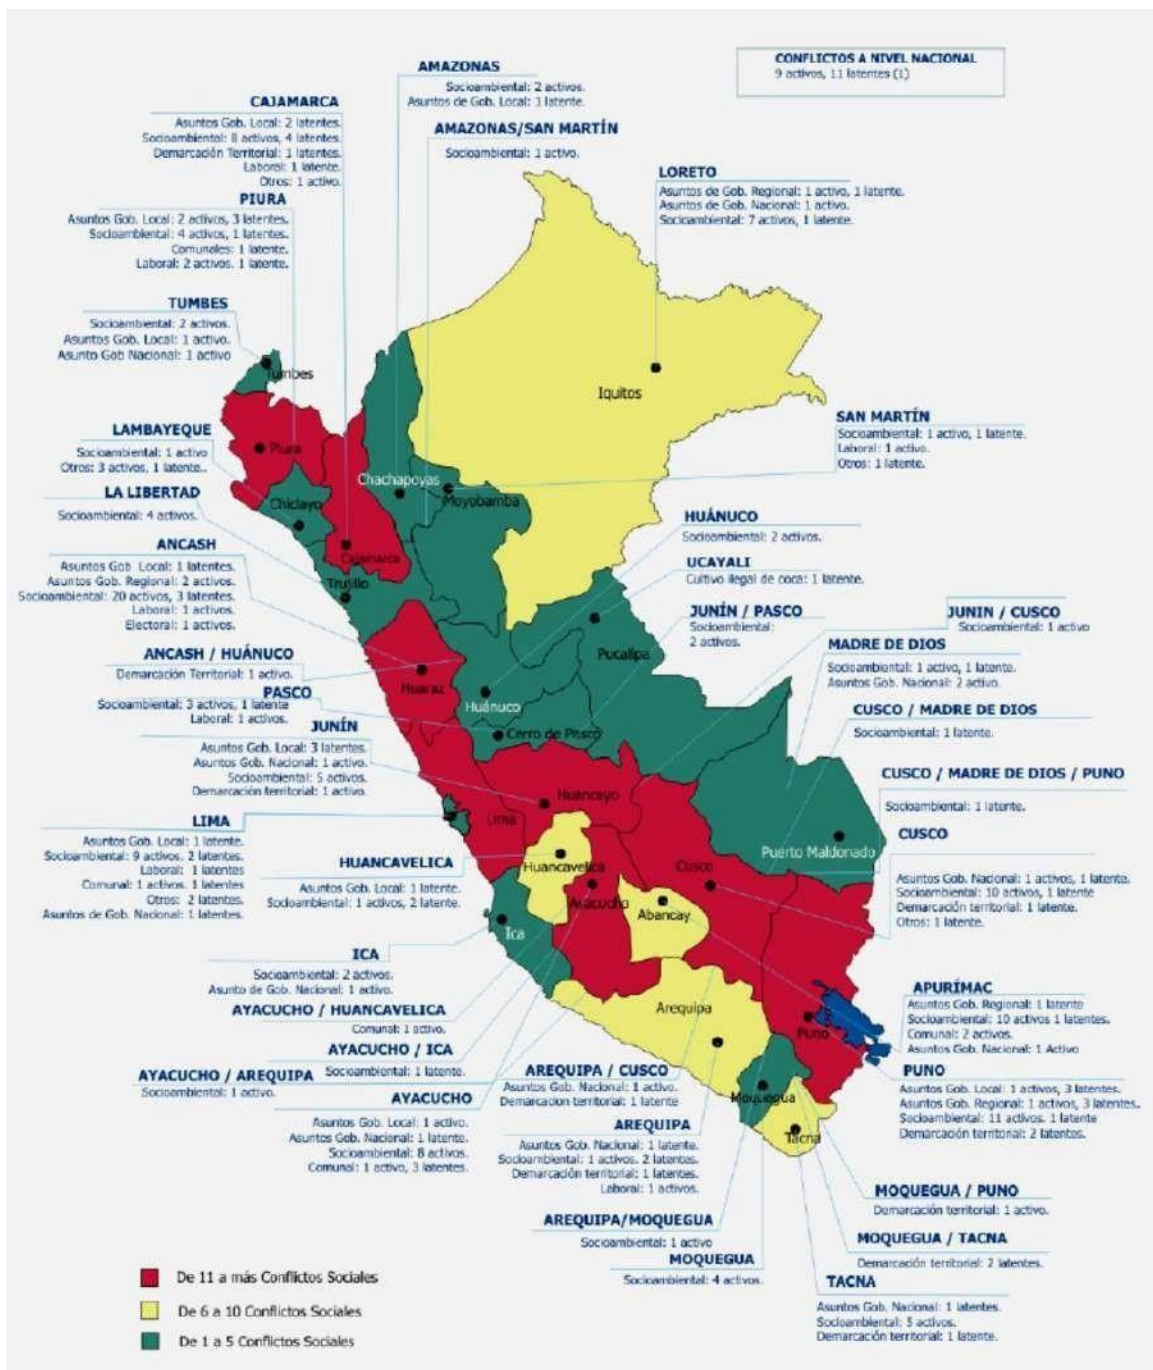 CONFLICTOS A NIVEL NACIONAL
9 activos, 11 latentes (1)
AMAZONAS
Socioambiental: 2 activos.
Asuntos de Gob. Local: 1 latente.
CAJAMARCA
Asuntos Gob. Local: 2 latentes.
Socioambiental: 8 activos, 4 latentes.
Demarcación Territorial: 1 latentes.
Laboral: 1 latente.
Otros: 1 activo.
AMAZONAS/SAN MARTÍN
Socioambiental: 1 activo.
LORETO
Asuntos de Gob. Regional: 1 activo, 1 latente.
Asuntos de Gob. Nacional: 1 activo.
Socioambiental: 7 activos, 1 latente.
PIURA
Asuntos Gob. Local: 2 activos, 3 latentes.
Socioambiental: 4 activos, 1 latentes.
Comunales: 1 latente.
Laboral: 2 activos. 1 latente.
TUMBES
Socioambiental: 2 activos.
Asuntos Gob. Local: 1 activo.
Asunto Gob Nacional: 1 activo
Tumbes
Iquitos
SAN MARTÍN
Socioambiental: 1 activo, 1 latente.
Laboral: 1 activo.
Otros: 1 latente.
LAMBAYEQUE
Socioambiental: 1 activo
Otros: 3 activos, 1 latente..
Piura
Chachapoyas
Moyobamba
Chiclayo
LA LIBERTAD
Socioambiental: 4 activos.
HUÁNUCO
Socioambiental: 2 activos.
ANCASH
Asuntos Gob Local: 1 latentes.
Asuntos Gob. Regional: 2 activos.
Socioambiental: 20 activos, 3 latentes.
Laboral: 1 activos.
Electoral: 1 activos.
Cajamarca
Trujillo
UCAYALI
Cultivo ilegal de coca: 1 latente.
JUNÍN / PASCO
Socioambiental:
2 activos.
JUNIN / CUSCO
Socioambiental: 1 activo
MADRE DE DIOS
Socioambiental: 1 activo, 1 latente.
Asuntos Gob. Nacional: 2 activo.
ANCASH / HUÁNUCO
Demarcación Territorial: 1 activo.
Pucallpa
Huaraz
Huánuco
PASCO
Socioambiental: 3 activos, 1 latente
Laboral: 1 activos.
CUSCO / MADRE DE DIOS
Socioambiental: 1 latente.
JUNÍN
Asuntos Gob. Local: 3 latentes.
Asuntos Gob. Nacional: 1 activo.
Socioambiental: 5 activos.
Demarcación territorial: 1 activo.
Cerro de Pasco
CUSCO / MADRE DE DIOS / PUNO
Socioambiental: 1 latente.
Huancayo
Lima
LIMA
Asuntos Gob. Local: 1 latente.
Socioambiental: 9 activos. 2 latentes.
Laboral: 1 latentes
Comunal: 1 activos. 1 latentes
Otros: 2 latentes.
Asuntos de Gob. Nacional: 1 latentes.
CUSCO
Asuntos Gob. Nacional: 1 activos, 1 latente.
Socioambiental: 10 activos, 1 latente
Demarcación territorial: 1 latente.
Otros: 1 latente.
Puerto Maldonado
HUANCAVELICA
Asuntos Gob. Local: 1 latente.
Socioambiental: 1 activos, 2 latente.
Huancavelica
Cusco
Ayacucho
Abancay
Ica
ICA
Socioambiental: 2 activos.
Asunto de Gob. Nacional: 1 activo.
APURÍMAC
Asuntos Gob. Regional: 1 latente
Socioambiental: 10 activos 1 latentes.
Comunal: 2 activos.
Asuntos Gob. Nacional: 1 Activo
AYACUCHO / HUANCAVELICA
Comunal: 1 activo.
Arequipa
Puno
AYACUCHO / ICA
Socioambiental: 1 latente.
AYACUCHO / AREQUIPA
Socioambiental: 1 activo.
AREQUIPA / CUSCO
Asuntos Gob. Nacional: 1 activo.
Demarcacion territorial: 1 latente
PUNO
Asuntos Gob. Local: 1 activos, 3 latentes.
Asuntos Gob. Regional: 1 activos, 3 latentes.
Socioambiental: 11 activos. 1 latente
Demarcación territorial: 2 latentes.
AYACUCHO
Asuntos Gob. Local: 1 activo.
Asuntos Gob. Nacional: 1 latente.
Socioambiental: 8 activos.
Comunal: 1 activo, 3 latentes.
Moquegua
Tacna
AREQUIPA
Asuntos Gob. Nacional: 1 latente.
Socioambiental: 1 activos. 2 latentes.
Demarcación territorial: 1 latentes.
Laboral: 1 activos.
MOQUEGUA / PUNO
Demarcación territorial: 1 activo.
AREQUIPA/MOQUEGUA
Socioambiental: 1 activo
MOQUEGUA / TACNA
Demarcación territorial: 2 latentes.
MOQUEGUA
Socioambiental: 4 activos.
TACNA
Asuntos Gob. Nacional: 1 latentes.
Socioambiental: 5 activos.
Demarcación territorial: 1 latente.
De 11 a más Conflictos Sociales
De 6 a 10 Conflictos Sociales
De 1 a 5 Conflictos Sociales